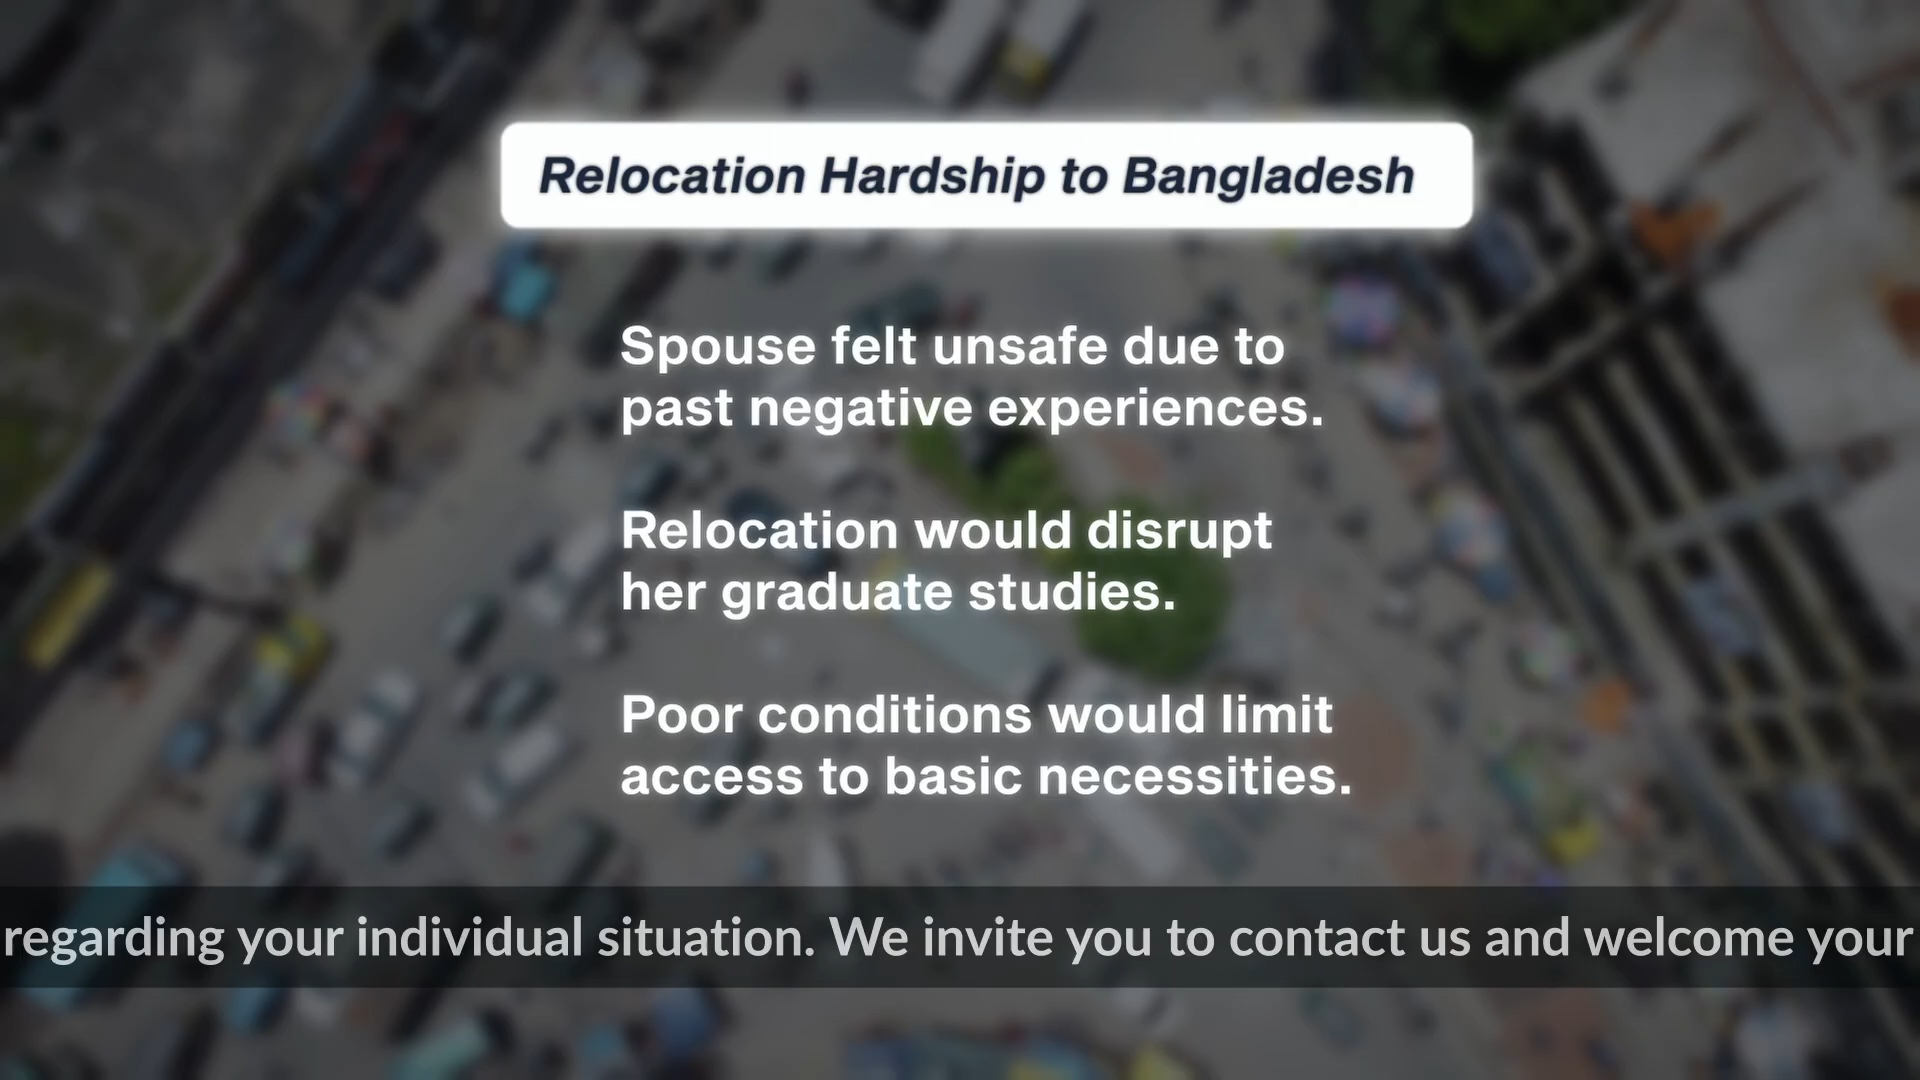 Relocation Hardship to Bangladesh
Spouse felt unsafe due to
past negative experiences.
Relocation would disrupt
her graduate studies.
Poor conditions would limit
access to basic necessities.
regarding your individual situation. We invite you to contact us and welcome your